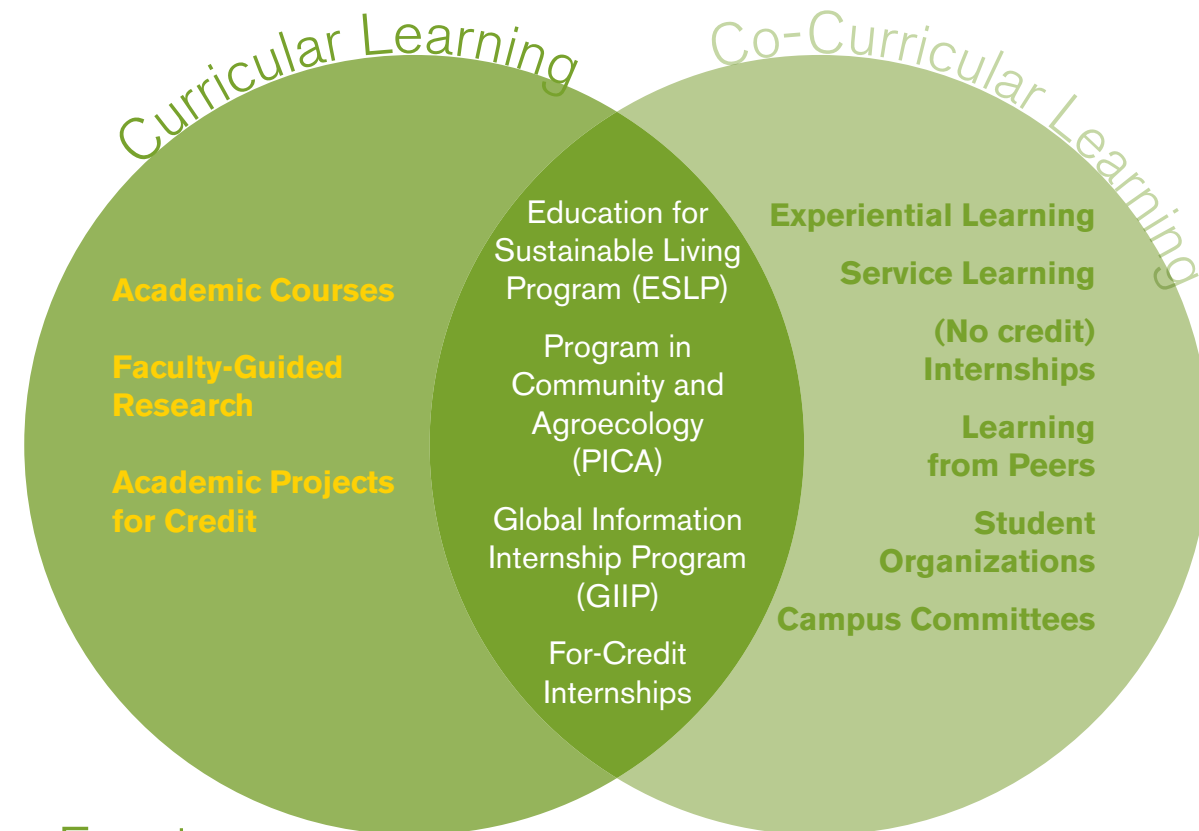 Curricular Learning
Co-Curricular Learning
Academic Courses
Faculty-Guided
Research
Academic Projects
for Credit
Education for
Sustainable Living
Program (ESLP)
Program in
Community and
Agroecology
(PICA)
Global Information
Internship Program
(GIIP)
For-Credit
Internships
Experiential Learning
Service Learning
(No credit)
Internships
Learning
from Peers
Student
Organizations
Campus Committees